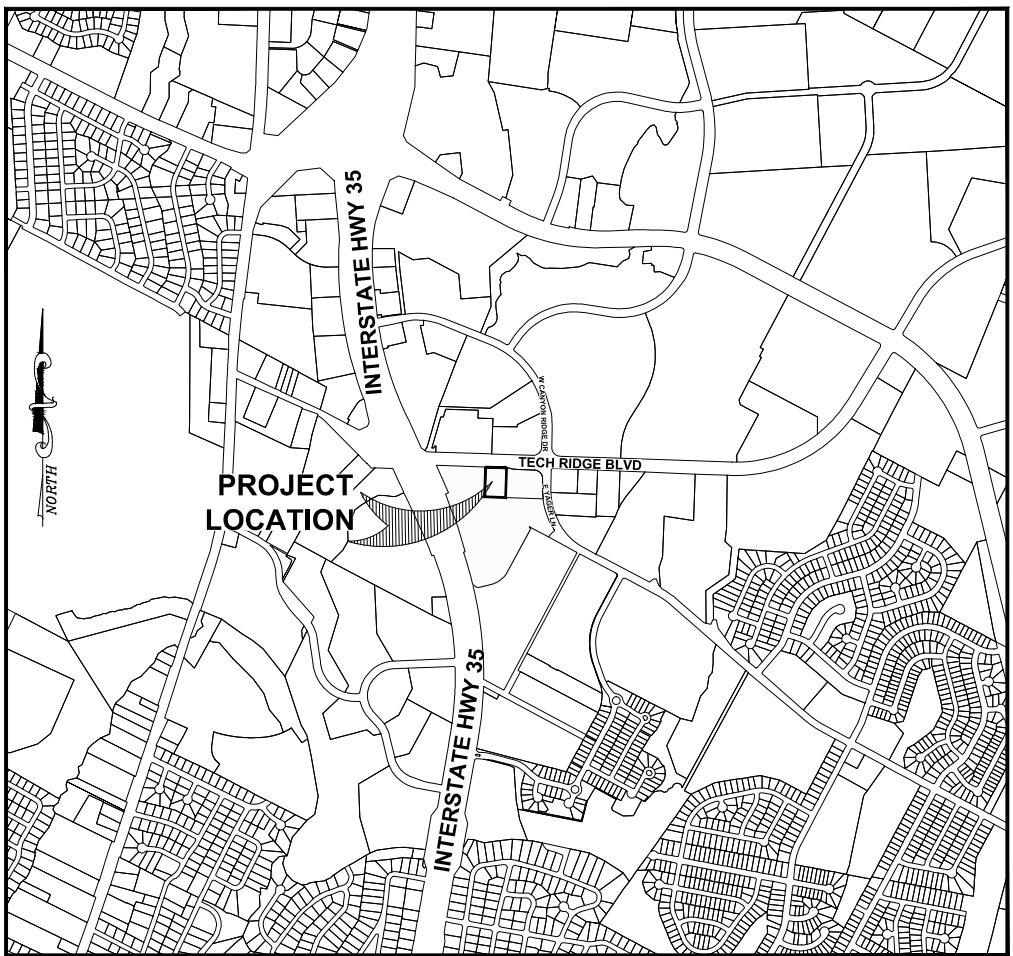 INTERSTATE HWY 35
W CANYON RIDGE DR
TECH RIDGE BLVD
PROJECT
LOCATION
E YAGER LN
NORTH
INTERSTATE HWY 35